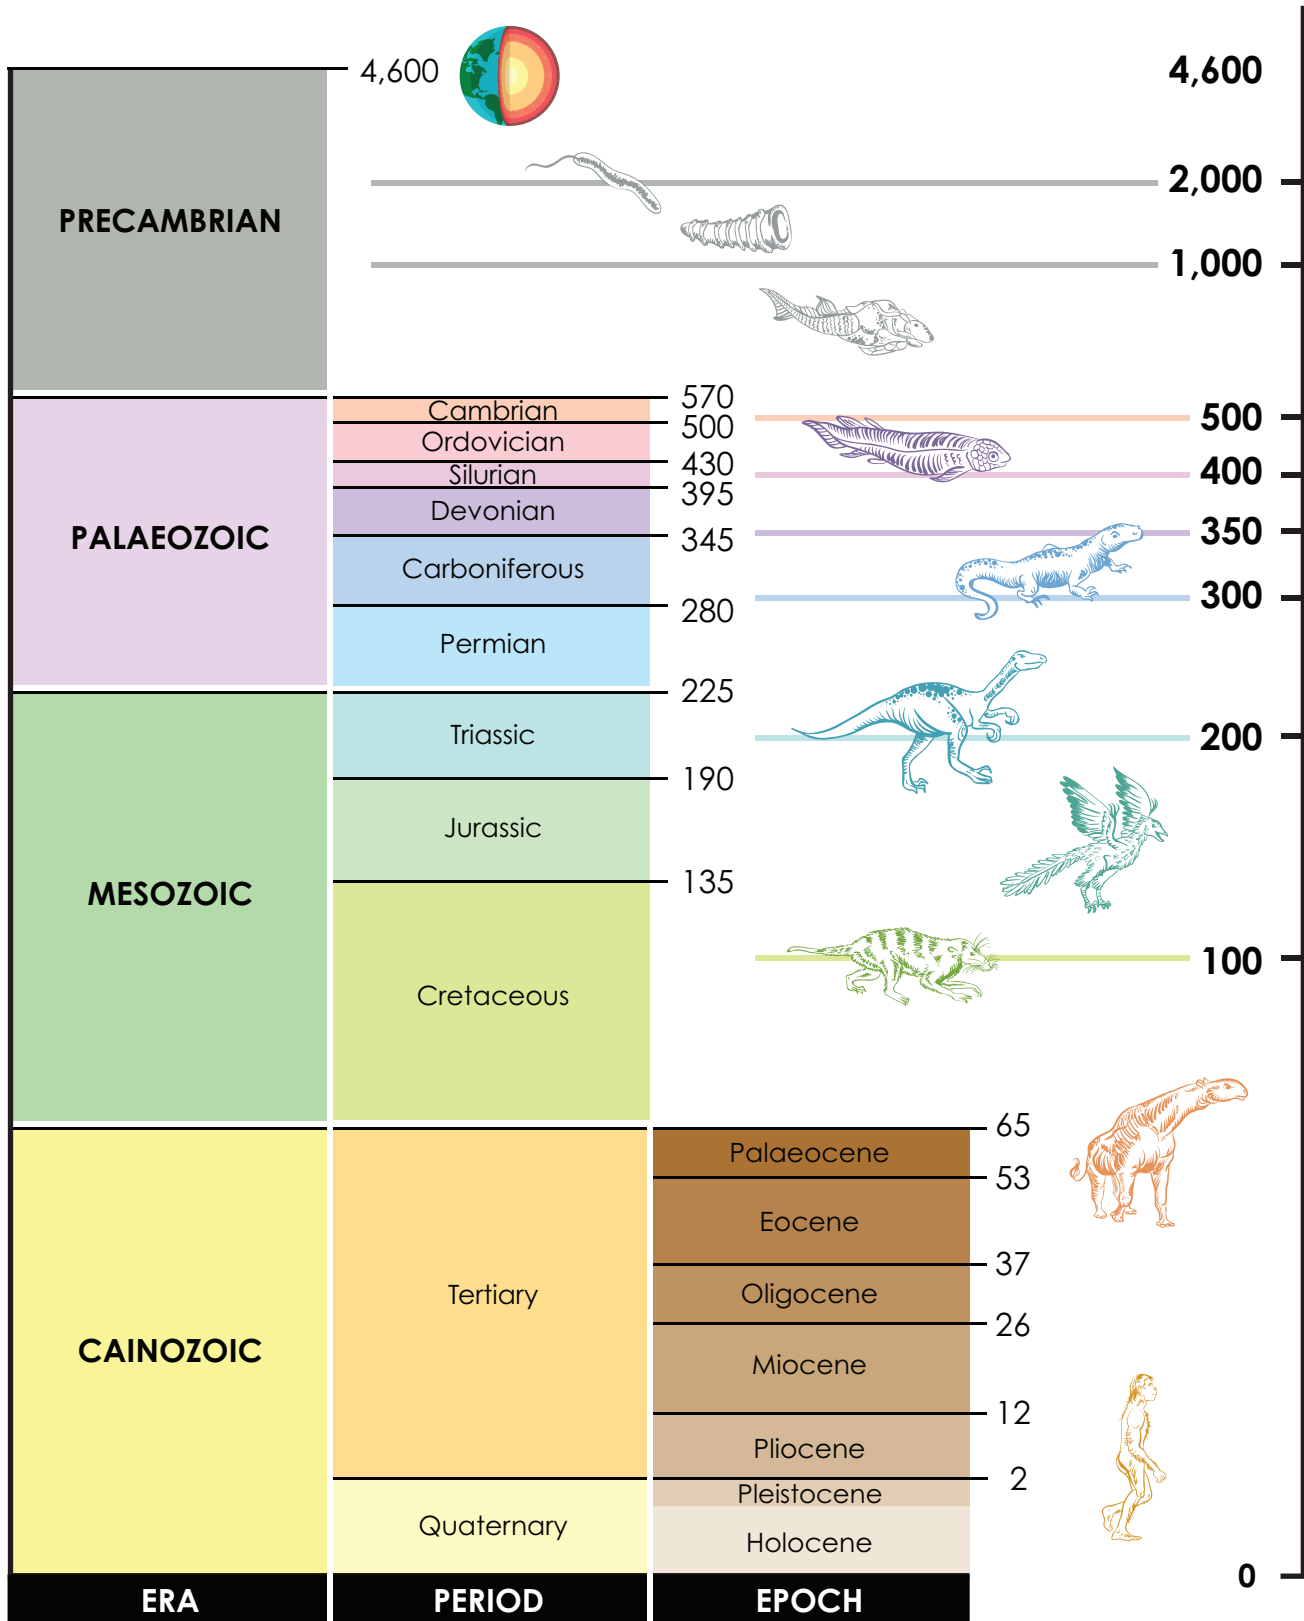 4,600
4,600
2,000
PRECAMBRIAN
1,000
570
Cambrian
500
500
Ordovician
430
400
Silurian
395
Devonian
PALAEOZOIC
345
350
Carboniferous
300
280
Permian
225
Triassic
200
190
Jurassic
135
MESOZOIC
100
Cretaceous
65
Palaeocene
53
Eocene
37
Tertiary
Oligocene
26
CAINOZOIC
Miocene
12
Pliocene
2
Pleistocene
Quaternary
Holocene
0
ERA PERIOD EPOCH